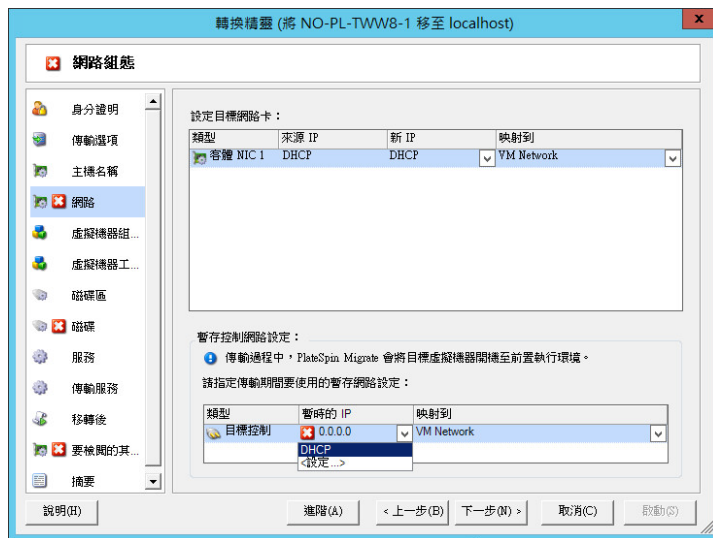 轉換精靈 (將 NO-PL-TWW8-1 移至 localhost)
x
網路組態
身分證明
傳輸選項
主機名稱
網路
虛擬機器組...
虛擬機器工...
磁碟區
磁碟
服務
傳輸服務
移轉後
要檢閱的其...
摘要
設定目標網路卡：
類型 來源 IP 新 IP 映射到
客體 NIC 1 DHCP DHCP VM Network
暫存控制網路設定：
傳輸過程中，PlateSpin Migrate 會將目標虛擬機器開機至前置執行環境。
請指定傳輸期間要使用的暫存網路設定：
類型 暫時的 IP 映射到
目標控制 0.0.0.0 VM Network
DHCP
<設定...>
說明(H) 進階(A) < 上一步(B) 下一步(N) > 取消(C) 啟動(S)